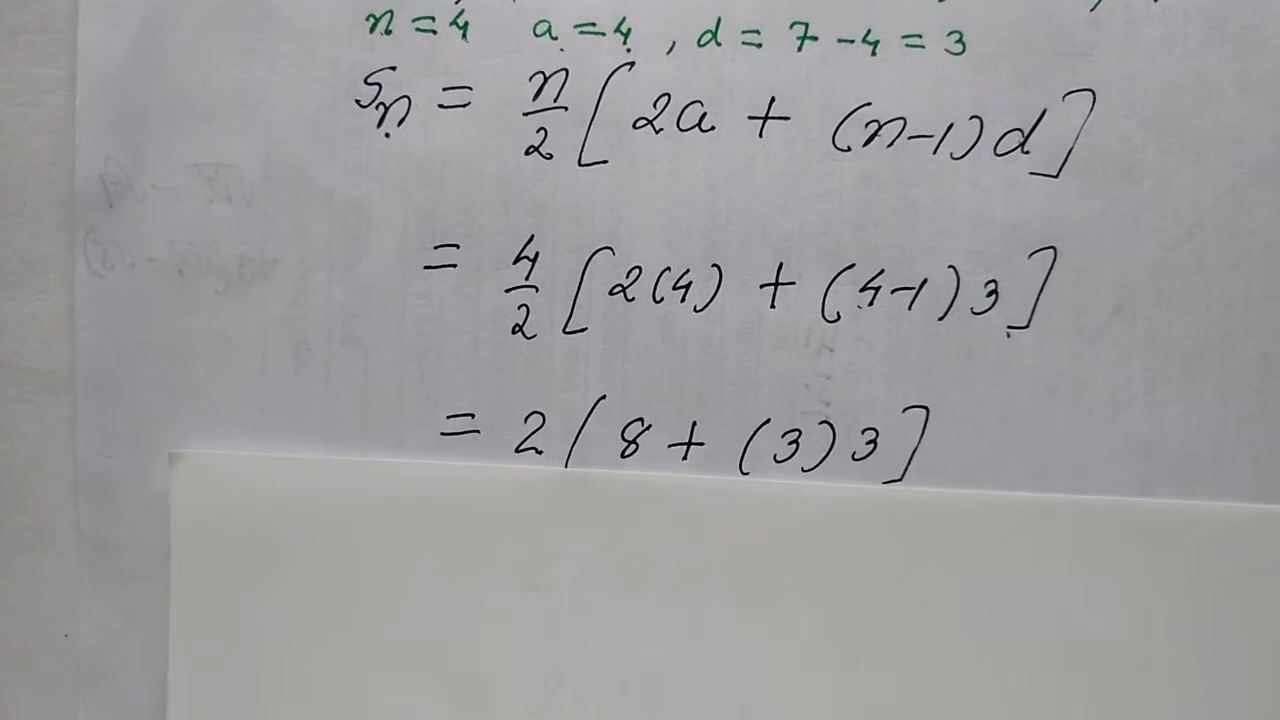 n = 4 a = 4 , d = 7 - 4 = 3
Sn = n/2 [ 2a + (n-1) d ]
= 4/2 [ 2(4) + (4-1) 3 ]
= 2 [ 8 + (3) 3 ]